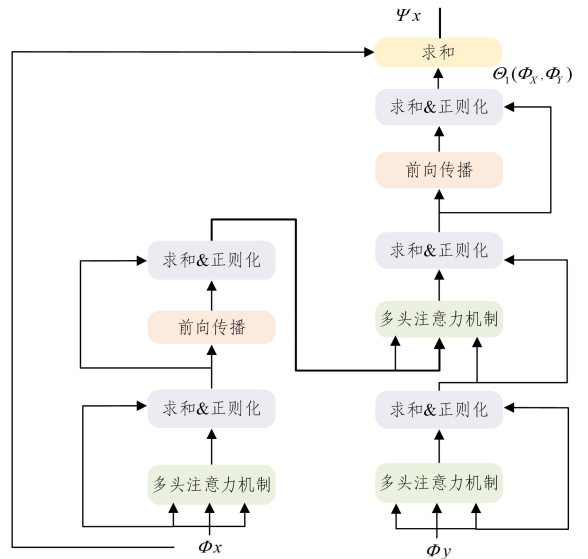 Ψx
求和
Θ₁(Φ_X, Φ_Y)
求和&正则化
前向传播
求和&正则化
求和&正则化
多头注意力机制
前向传播
求和&正则化
求和&正则化
多头注意力机制
多头注意力机制
Φx
Φy